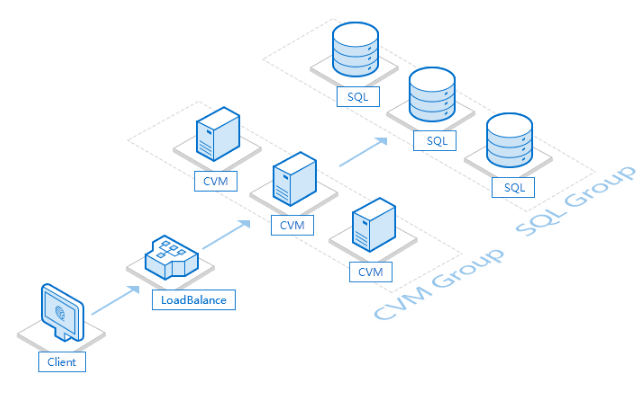 SQL
SQL
SQL
SQL Group
CVM
CVM
CVM
CVM Group
LoadBalance
Client